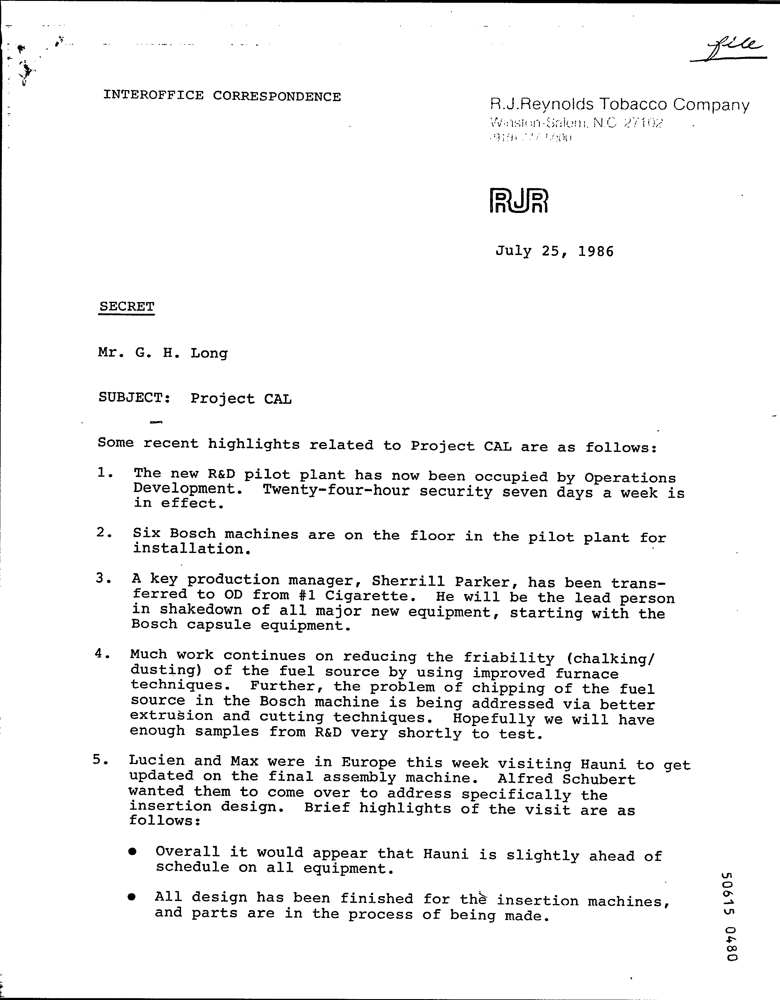 file
INTEROFFICE CORRESPONDENCE
R.J.Reynolds Tobacco Company
Winston-Salem, N.C. 27102
RJR
July 25, 1986
SECRET
Mr. G. H. Long
SUBJECT: Project CAL
Some recent highlights related to Project CAL are as follows:
1. The new R&D pilot plant has now been occupied by Operations
Development. Twenty-four-hour security seven days a week is
in effect.
2. Six Bosch machines are on the floor in the pilot plant for
installation.
3. A key production manager, Sherrill Parker, has been trans-
ferred to OD from #1 Cigarette. He will be the lead person
in shakedown of all major new equipment, starting with the
Bosch capsule equipment.
4. Much work continues on reducing the friability (chalking/
dusting) of the fuel source by using improved furnace
techniques. Further, the problem of chipping of the fuel
source in the Bosch machine is being addressed via better
extrusion and cutting techniques. Hopefully we will have
enough samples from R&D very shortly to test.
5. Lucien and Max were in Europe this week visiting Hauni to get
updated on the final assembly machine. Alfred Schubert
wanted them to come over to address specifically the
insertion design. Brief highlights of the visit are as
follows:
● Overall it would appear that Hauni is slightly ahead of
schedule on all equipment.
● All design has been finished for the insertion machines,
and parts are in the process of being made.
50615 0480